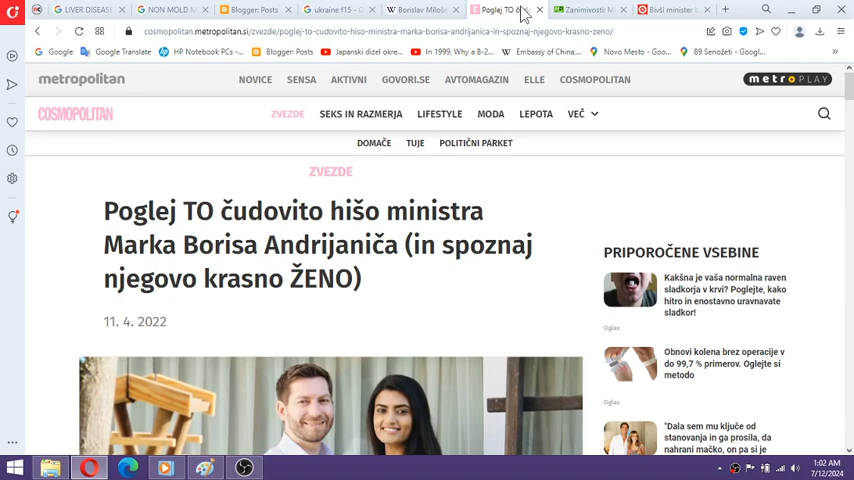 LIVER DISEASE
NON MOLD M
Blogger: Posts
ukraine f15 - G
Borislav Miloše
Poglej TO ču
Zanimivosti: M
Bivši minister b
cosmopolitan.metropolitan.si/zvezde/poglej-to-cudovito-hiso-ministra-marka-borisa-andrijanica-in-spoznaj-njegovo-krasno-zeno/
Google
Google Translate
HP Notebook PC -...
Blogger: Posts
Japanski dizel okre...
In 1999, Why a B-2...
Embassy of China,...
Novo Mesto - Goo...
89 Šenožeti - Goog...
metropolitan
NOVICE
SENSA
AKTIVNI
GOVORI.SE
AVTOMAGAZIN
ELLE
COSMOPOLITAN
metroPLAY
COSMOPOLITAN
ZVEZDE
SEKS IN RAZMERJA
LIFESTYLE
MODA
LEPOTA
VEČ
DOMAČE
TUJE
POLITIČNI PARKET
ZVEZDE
Poglej TO čudovito hišo ministra
Marka Borisa Andrijaniča (in spoznaj
njegovo krasno ŽENO)
11. 4. 2022
PRIPOROČENE VSEBINE
Kakšna je vaša normalna raven
sladkorja v krvi? Poglejte, kako
hitro in enostavno uravnavate
sladkor!
Oglas
Obnovi kolena brez operacije v
do 99,7 % primerov. Oglejte si
metodo
Oglas
"Dala sem mu ključe od
stanovanja in ga prosila, da
nahrani mačko, on pa si je
1:02 AM
7/12/2024